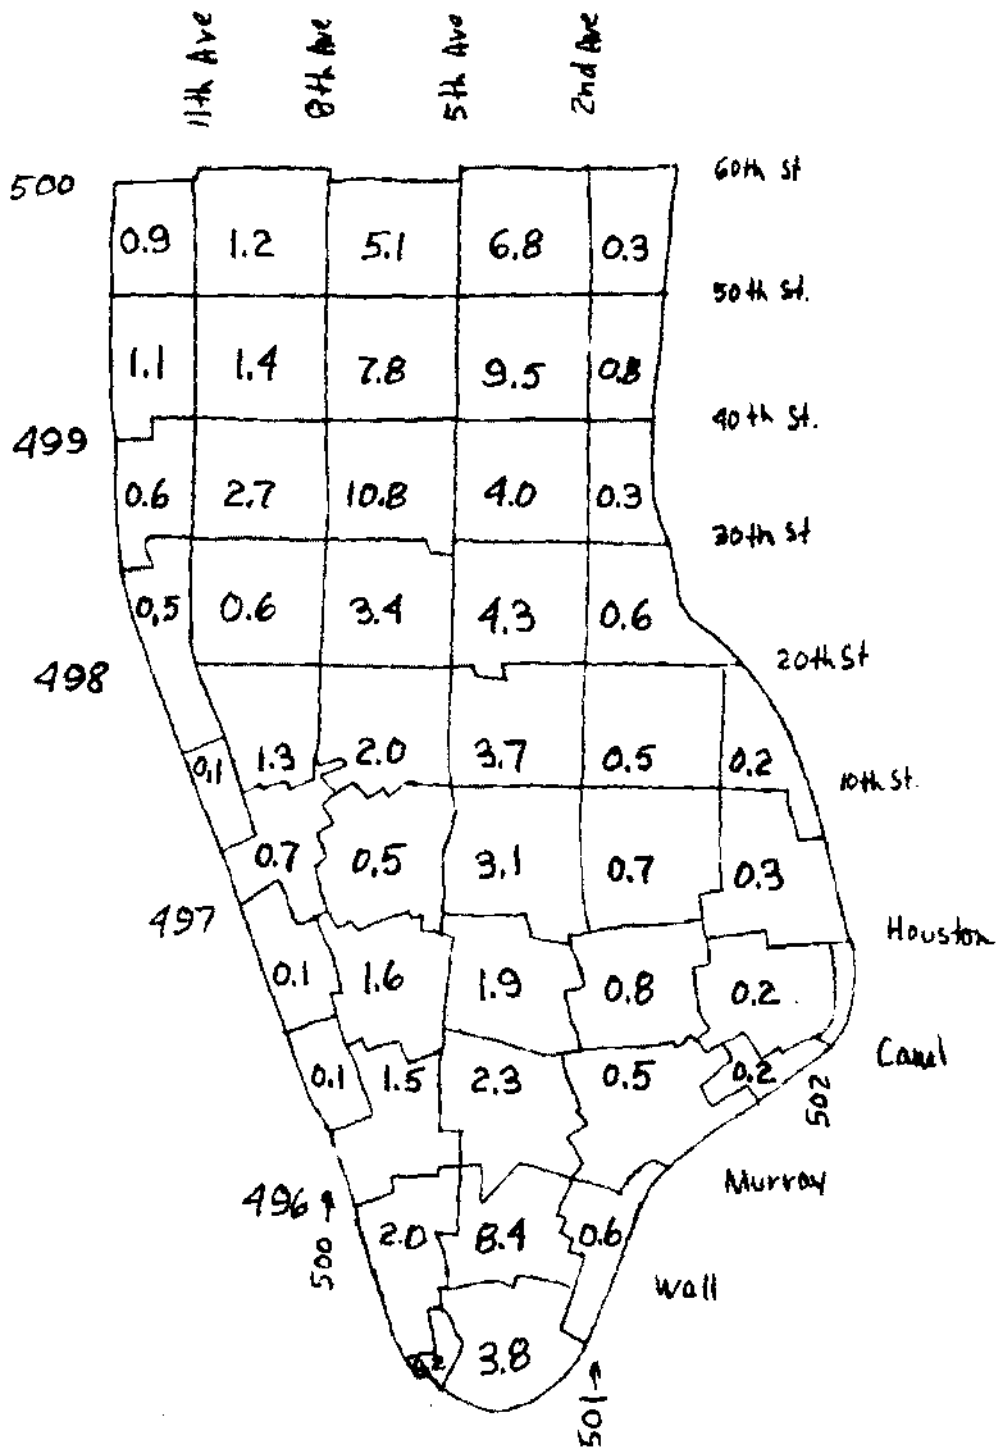 11th Ave 8th Ave 5th Ave 2nd Ave
60th St
500
0.9 1.2 5.1 6.8 0.3
50th St.
1.1 1.4 7.8 9.5 0.8
40th St.
499
0.6 2.7 10.8 4.0 0.3
30th St
0.5 0.6 3.4 4.3 0.6
20th St
498
0.1 1.3 2.0 3.7 0.5 0.2
10th St.
0.7 0.5 3.1 0.7 0.3
497
Houston
0.1 1.6 1.9 0.8 0.2
Canal
0.1 1.5 2.3 0.5 0.2
502
Murray
496
2.0 8.4 0.6
500 →
Wall
3.8
501 →